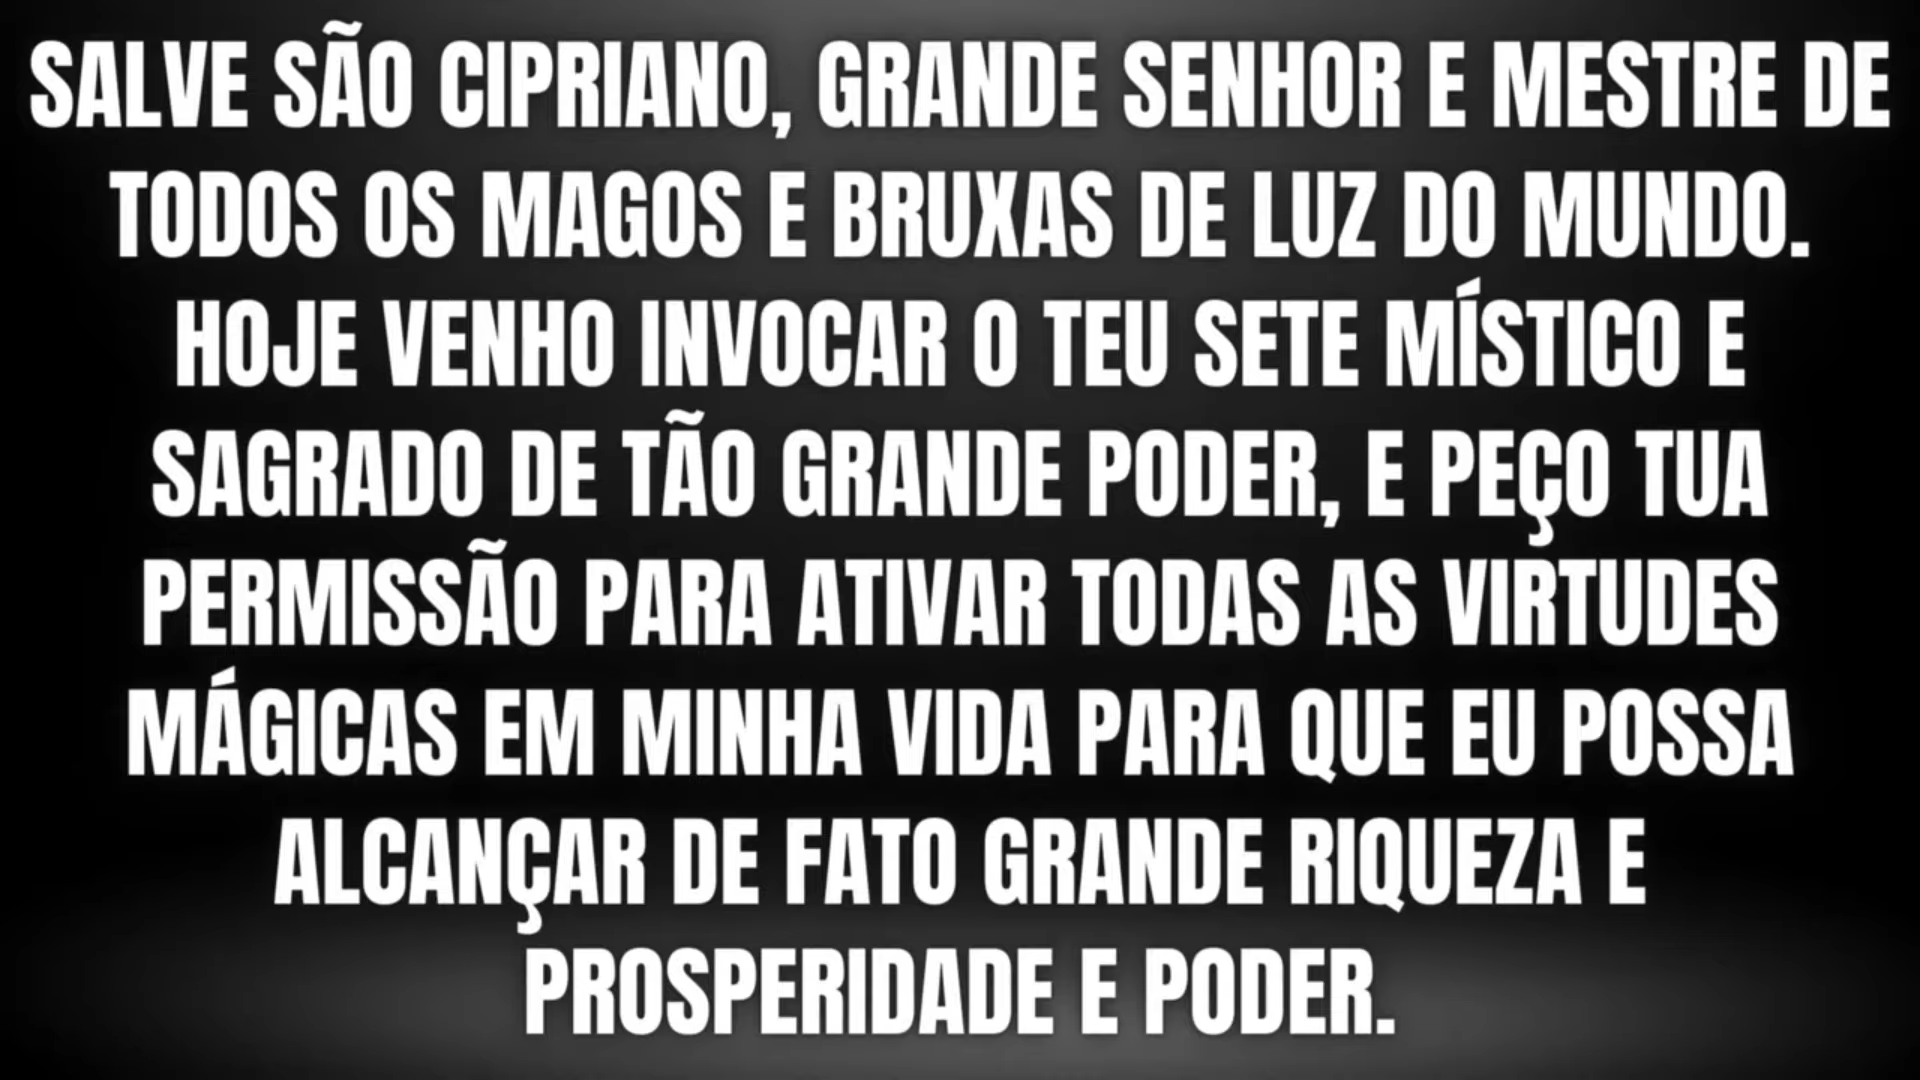 SALVE SÃO CIPRIANO, GRANDE SENHOR E MESTRE DE
TODOS OS MAGOS E BRUXAS DE LUZ DO MUNDO.
HOJE VENHO INVOCAR O TEU SETE MÍSTICO E
SAGRADO DE TÃO GRANDE PODER, E PEÇO TUA
PERMISSÃO PARA ATIVAR TODAS AS VIRTUDES
MÁGICAS EM MINHA VIDA PARA QUE EU POSSA
ALCANÇAR DE FATO GRANDE RIQUEZA E
PROSPERIDADE E PODER.